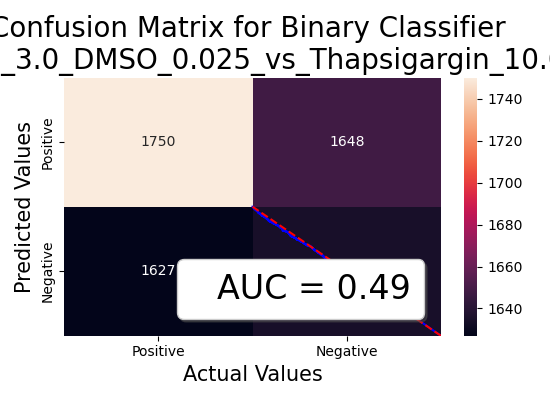 Confusion Matrix for Binary Classifier
_3.0_DMSO_0.025_vs_Thapsigargin_10.
Predicted Values
Positive
Negative
1750
1648
1627
AUC = 0.49
Positive
Negative
Actual Values
1740
1720
1700
1680
1660
1640